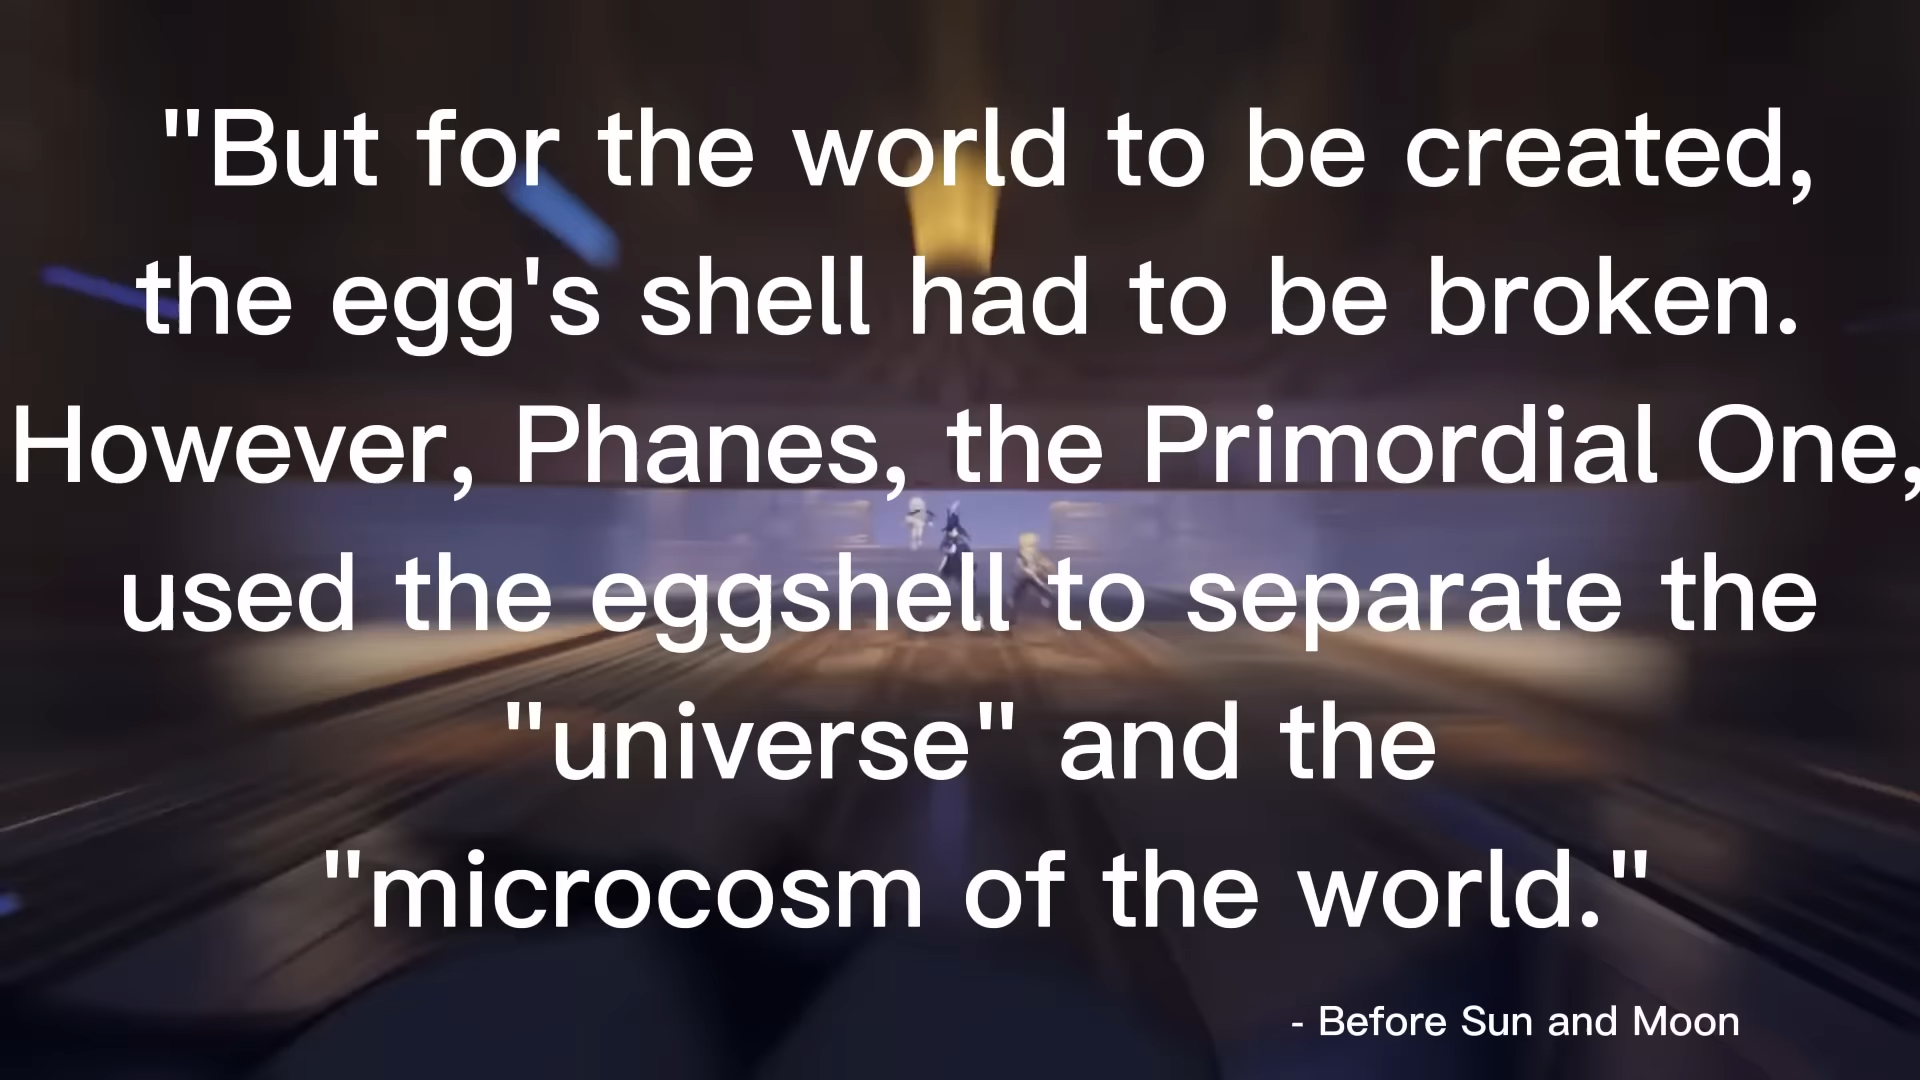 "But for the world to be created,
the egg's shell had to be broken.
However, Phanes, the Primordial One,
used the eggshell to separate the
"universe" and the
"microcosm of the world."
- Before Sun and Moon